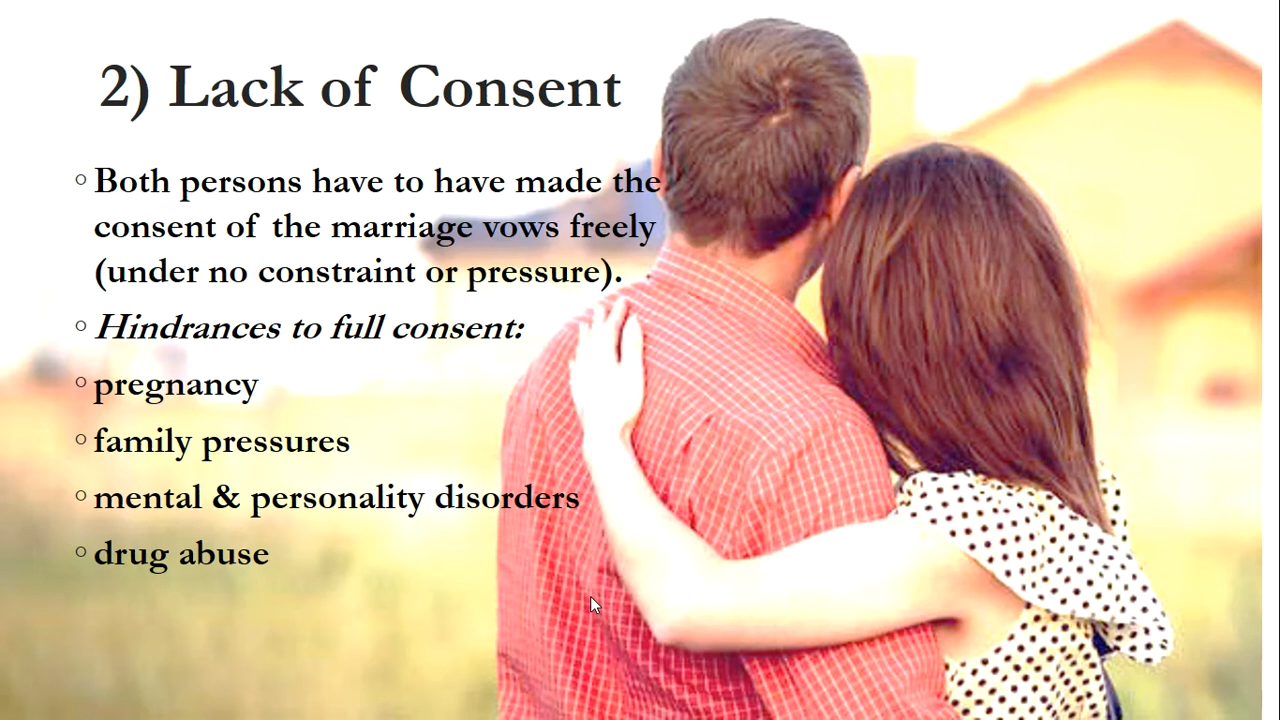 2) Lack of Consent
◦ Both persons have to have made the
consent of the marriage vows freely
(under no constraint or pressure).
◦ Hindrances to full consent:
◦ pregnancy
◦ family pressures
◦ mental & personality disorders
◦ drug abuse